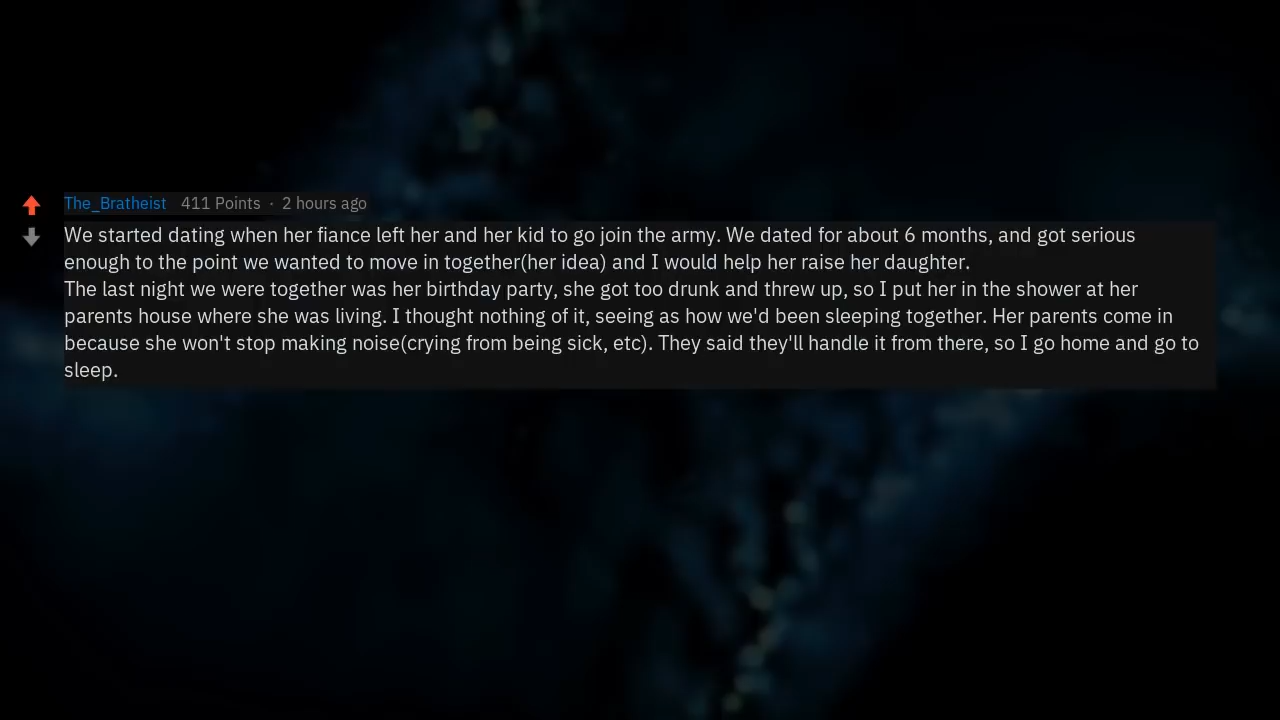 The_Bratheist 411 Points · 2 hours ago
We started dating when her fiance left her and her kid to go join the army. We dated for about 6 months, and got serious
enough to the point we wanted to move in together(her idea) and I would help her raise her daughter.
The last night we were together was her birthday party, she got too drunk and threw up, so I put her in the shower at her
parents house where she was living. I thought nothing of it, seeing as how we'd been sleeping together. Her parents come in
because she won't stop making noise(crying from being sick, etc). They said they'll handle it from there, so I go home and go to
sleep.